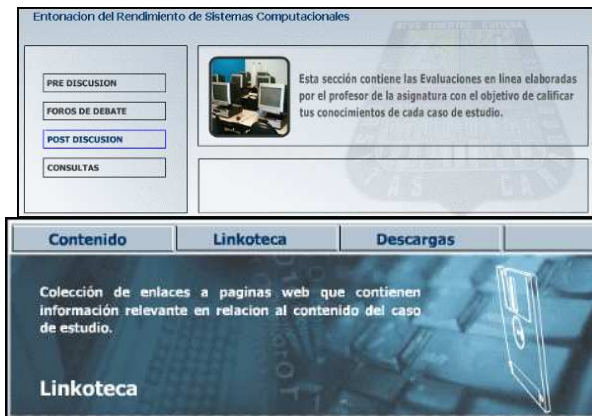 Entonacion del Rendimiento de Sistemas Computacionales
PRE DISCUSION
FOROS DE DEBATE
POST DISCUSION
CONSULTAS
Esta sección contiene las Evaluaciones en línea elaboradas
por el profesor de la asignatura con el objetivo de calificar
tus conocimientos de cada caso de estudio.
Contenido
Linkoteca
Descargas
Colección de enlaces a paginas web que contienen
información relevante en relacion al contenido del caso
de estudio.
Linkoteca